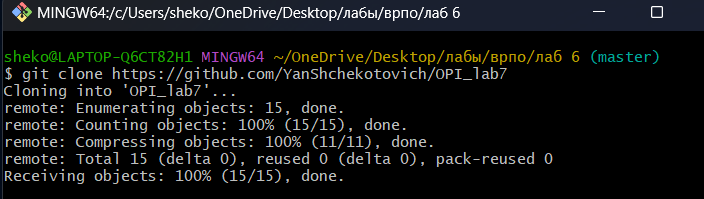 MINGW64:/c/Users/sheko/OneDrive/Desktop/лабы/врпо/лаб 6
sheko@LAPTOP-Q6CT82H1 MINGW64 ~/OneDrive/Desktop/лабы/врпо/лаб 6 (master)
$ git clone https://github.com/YanShchekotovich/OPI_lab7
Cloning into 'OPI_lab7'...
remote: Enumerating objects: 15, done.
remote: Counting objects: 100% (15/15), done.
remote: Compressing objects: 100% (11/11), done.
remote: Total 15 (delta 0), reused 0 (delta 0), pack-reused 0
Receiving objects: 100% (15/15), done.